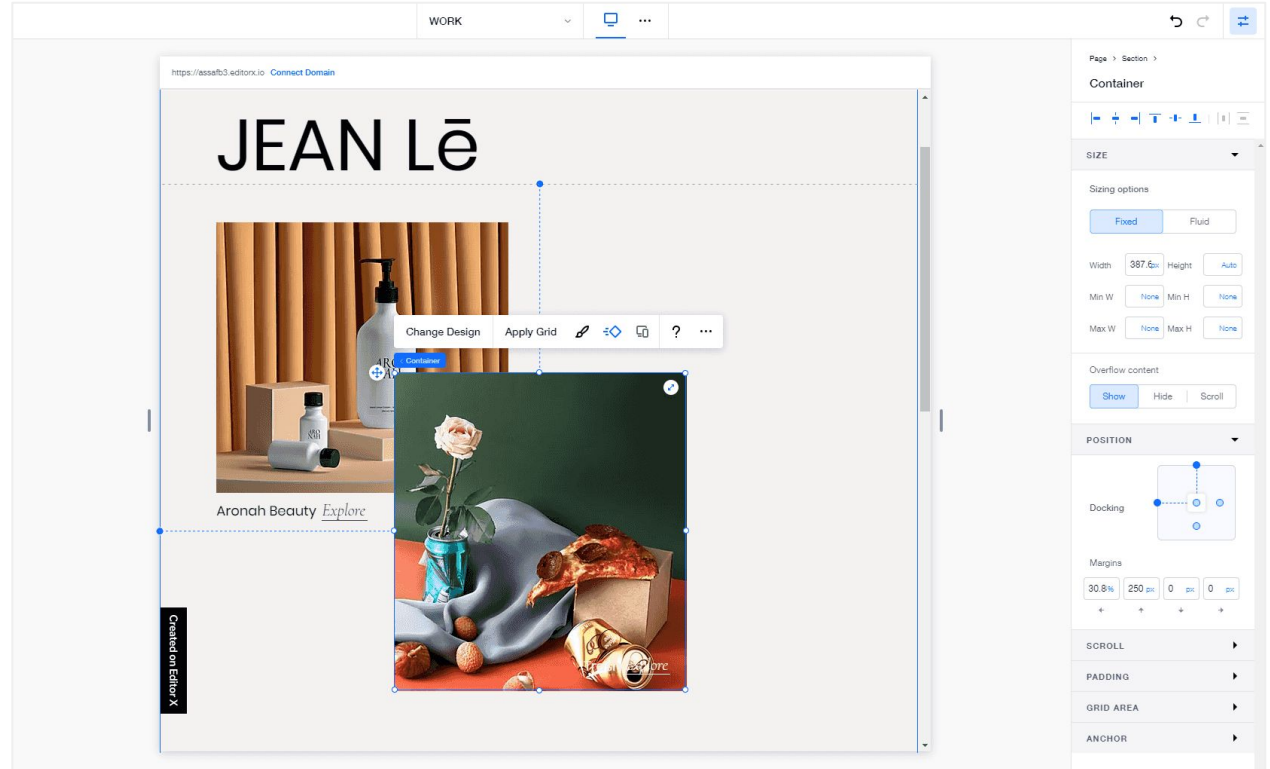 WORK
https://assafb3.editorx.io Connect Domain
JEAN Lē
Change Design Apply Grid ? ...
‹ Container
ARO
NAH
Aronah Beauty Explore
Explore
Created on Editor X
Page > Section >
Container
SIZE
Sizing options
Fixed Fluid
Width 387.6px Height Auto
Min W None Min H None
Max W None Max H None
Overflow content
Show Hide Scroll
POSITION
Docking
Margins
30.8% 250 px 0 px 0 px
SCROLL
PADDING
GRID AREA
ANCHOR